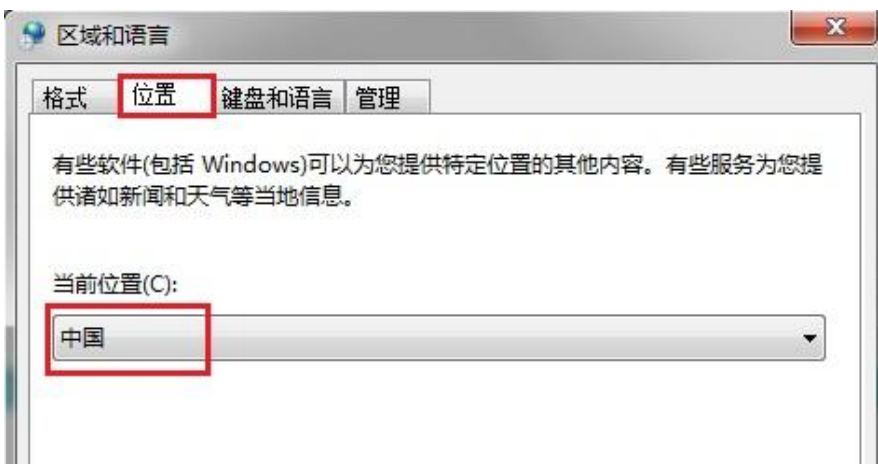 区域和语言
格式 位置 键盘和语言 管理
有些软件(包括 Windows)可以为您提供特定位置的其他内容。有些服务为您提
供诸如新闻和天气等当地信息。
当前位置(C):
中国